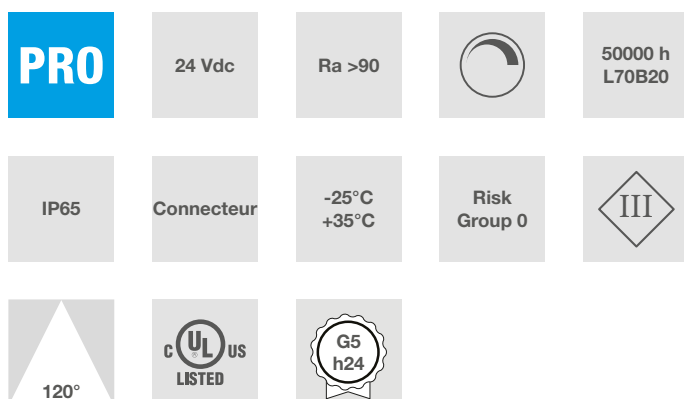 PRO
24 Vdc
Ra >90
50000 h
L70B20
IP65
Connecteur
-25°C
+35°C
Risk
Group 0
III
120°
C UL US
®
LISTED
G5
h24